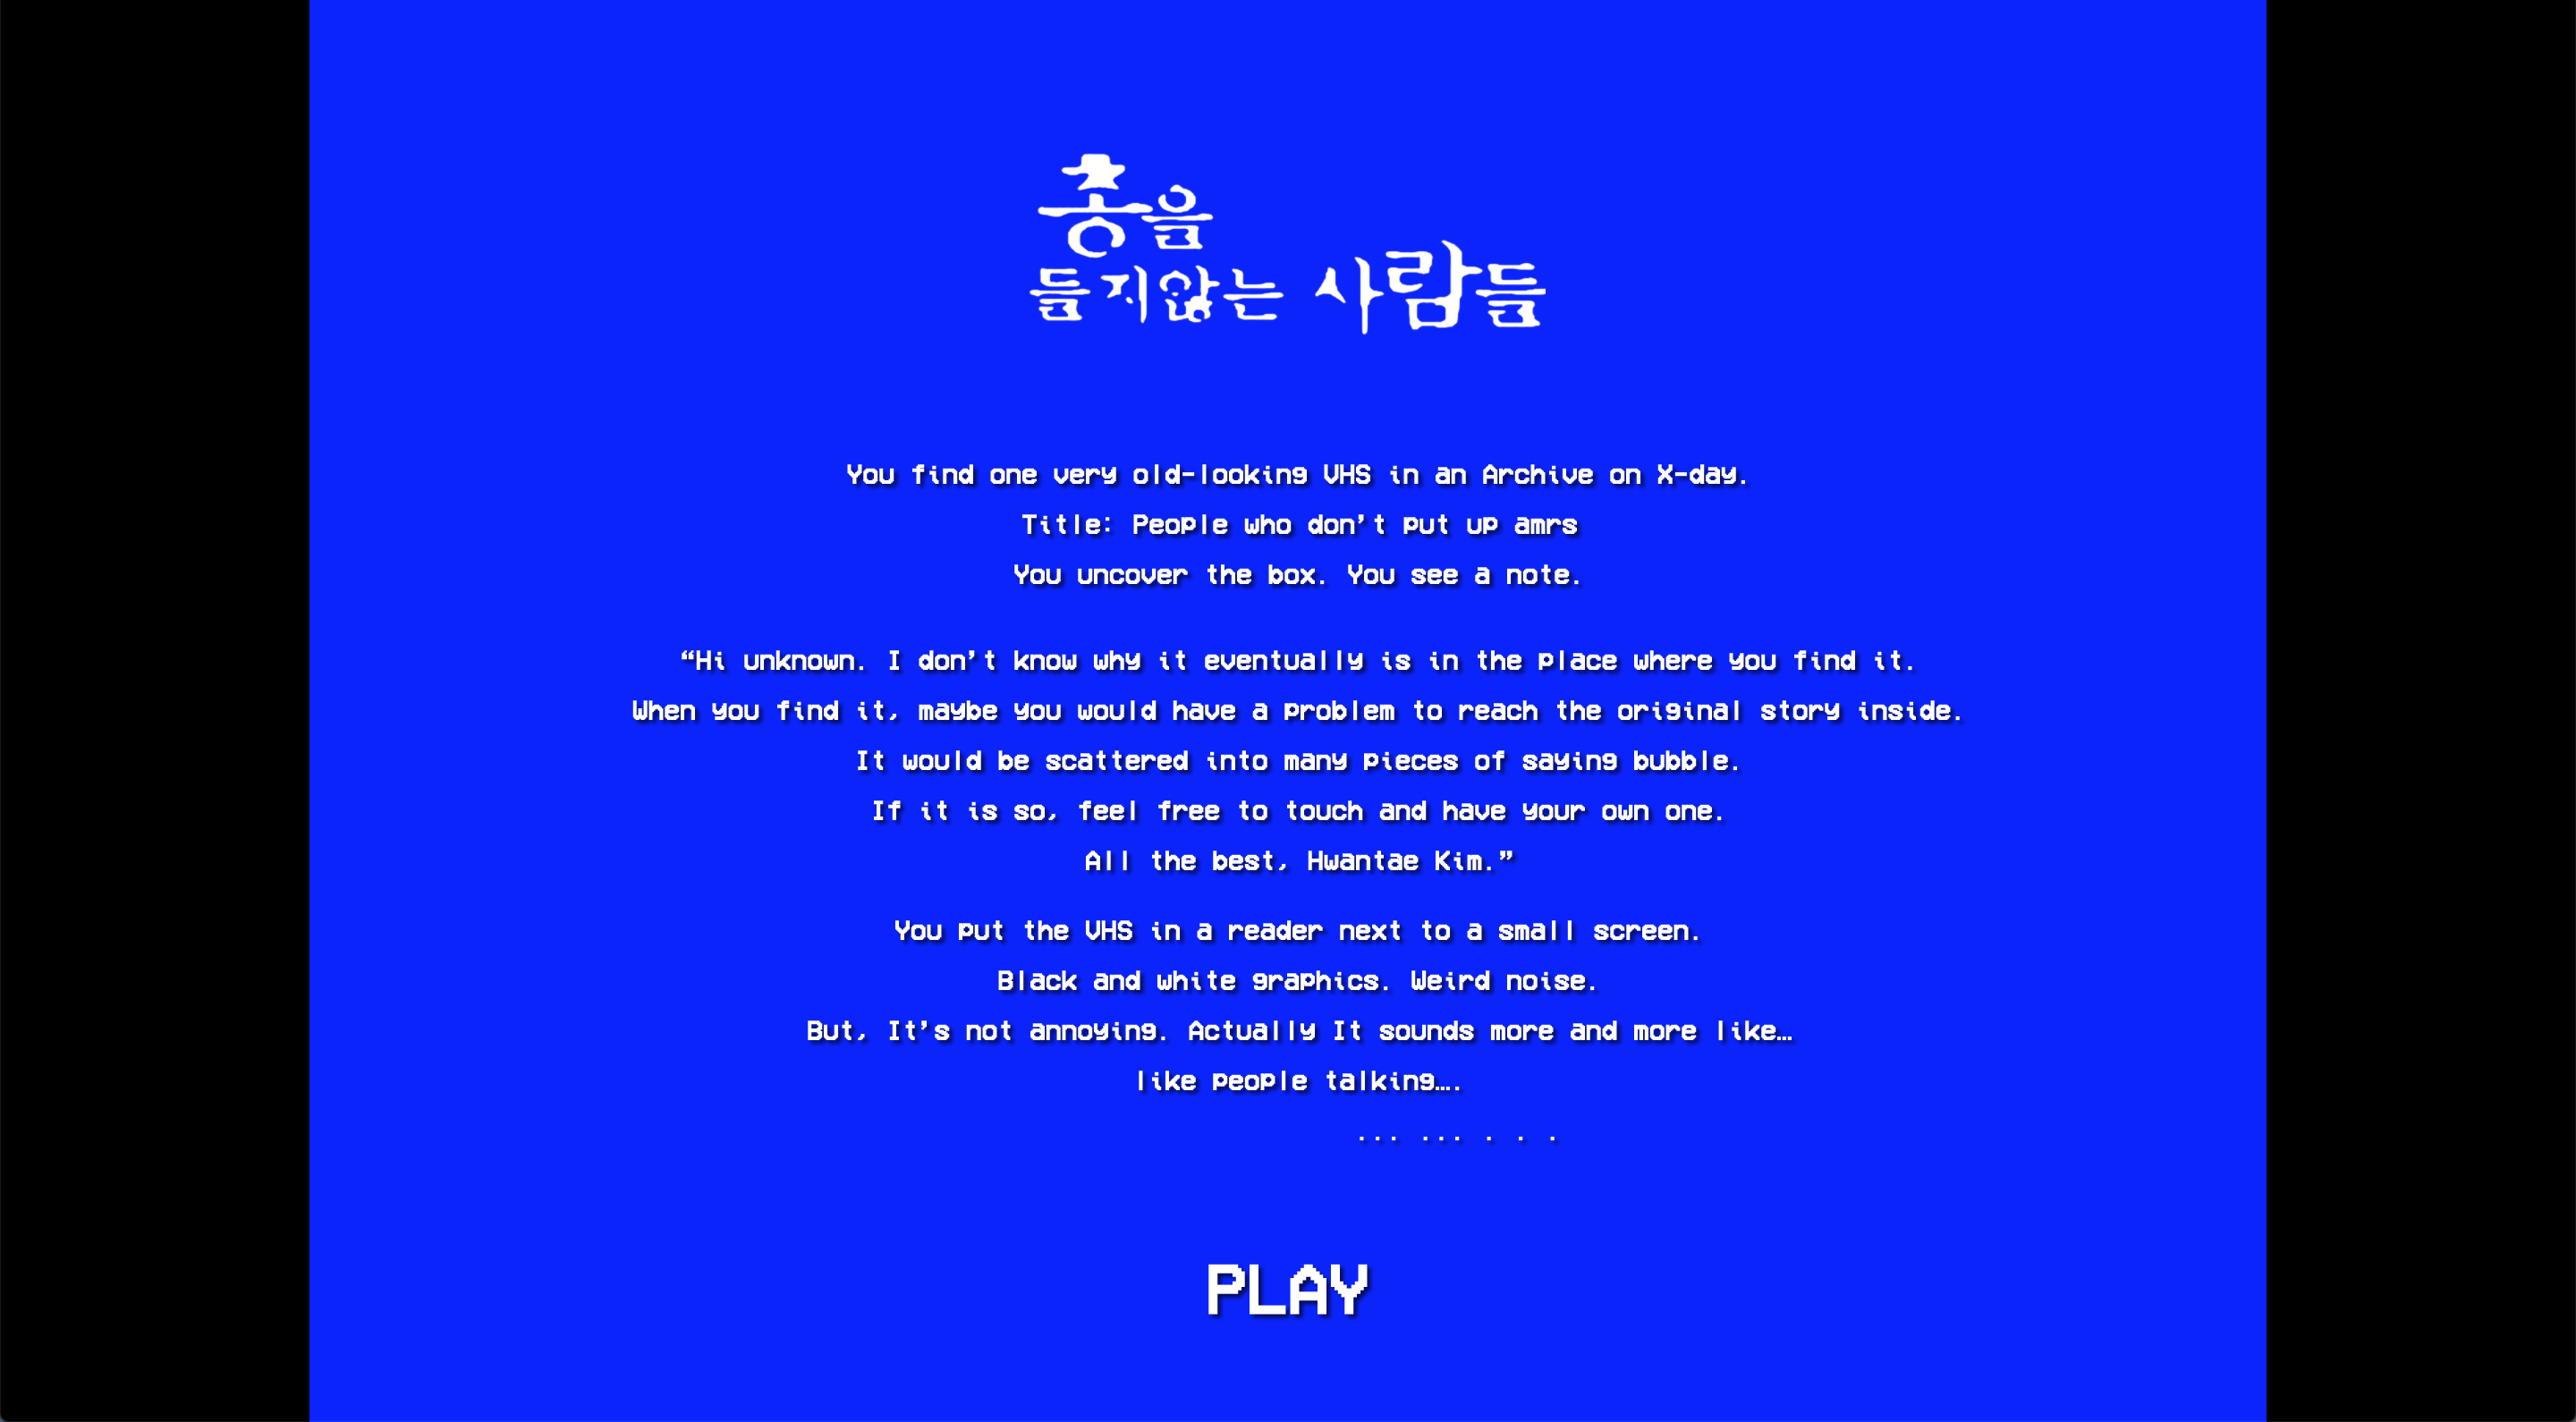 총을
들지않는 사람들
You find one very old-looking VHS in an Archive on X-day.
Title: People who don’t put up amrs
You uncover the box. You see a note.
“Hi unknown. I don’t know why it eventually is in the place where you find it.
When you find it, maybe you would have a problem to reach the original story inside.
It would be scattered into many pieces of saying bubble.
If it is so, feel free to touch and have your own one.
All the best, Hwantae Kim.”
You put the VHS in a reader next to a small screen.
Black and white graphics. Weird noise.
But, It’s not annoying. Actually It sounds more and more like…
like people talking….
... ... . . .
PLAY